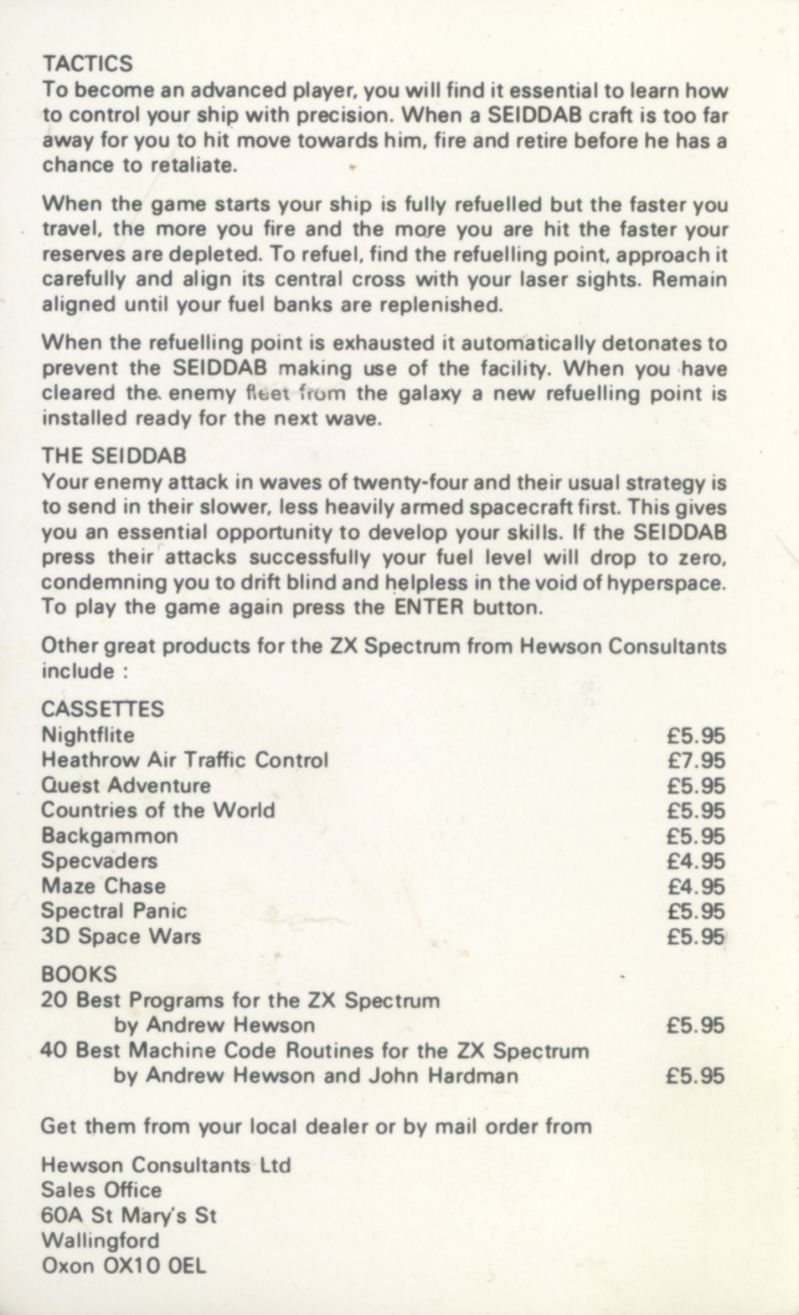 TACTICS
To become an advanced player, you will find it essential to learn how
to control your ship with precision. When a SEIDDAB craft is too far
away for you to hit move towards him, fire and retire before he has a
chance to retaliate.
When the game starts your ship is fully refuelled but the faster you
travel, the more you fire and the more you are hit the faster your
reserves are depleted. To refuel, find the refuelling point, approach it
carefully and align its central cross with your laser sights. Remain
aligned until your fuel banks are replenished.
When the refuelling point is exhausted it automatically detonates to
prevent the SEIDDAB making use of the facility. When you have
cleared the enemy fleet from the galaxy a new refuelling point is
installed ready for the next wave.
THE SEIDDAB
Your enemy attack in waves of twenty-four and their usual strategy is
to send in their slower, less heavily armed spacecraft first. This gives
you an essential opportunity to develop your skills. If the SEIDDAB
press their attacks successfully your fuel level will drop to zero,
condemning you to drift blind and helpless in the void of hyperspace.
To play the game again press the ENTER button.
Other great products for the ZX Spectrum from Hewson Consultants
include :
CASSETTES
Nightflite £5.95
Heathrow Air Traffic Control £7.95
Quest Adventure £5.95
Countries of the World £5.95
Backgammon £5.95
Specvaders £4.95
Maze Chase £4.95
Spectral Panic £5.95
3D Space Wars £5.95
BOOKS
20 Best Programs for the ZX Spectrum
by Andrew Hewson £5.95
40 Best Machine Code Routines for the ZX Spectrum
by Andrew Hewson and John Hardman £5.95
Get them from your local dealer or by mail order from
Hewson Consultants Ltd
Sales Office
60A St Mary's St
Wallingford
Oxon OX10 0EL